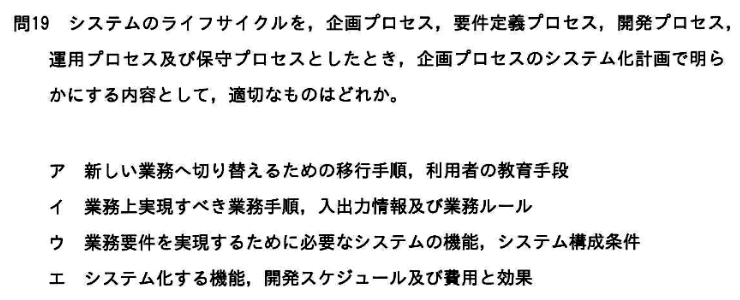 問19 システムのライフサイクルを，企画プロセス，要件定義プロセス，開発プロセス，
運用プロセス及び保守プロセスとしたとき，企画プロセスのシステム化計画で明ら
かにする内容として，適切なものはどれか。
ア 新しい業務へ切り替えるための移行手順，利用者の教育手段
イ 業務上実現すべき業務手順，入出力情報及び業務ルール
ウ 業務要件を実現するために必要なシステムの機能，システム構成条件
エ システム化する機能，開発スケジュール及び費用と効果